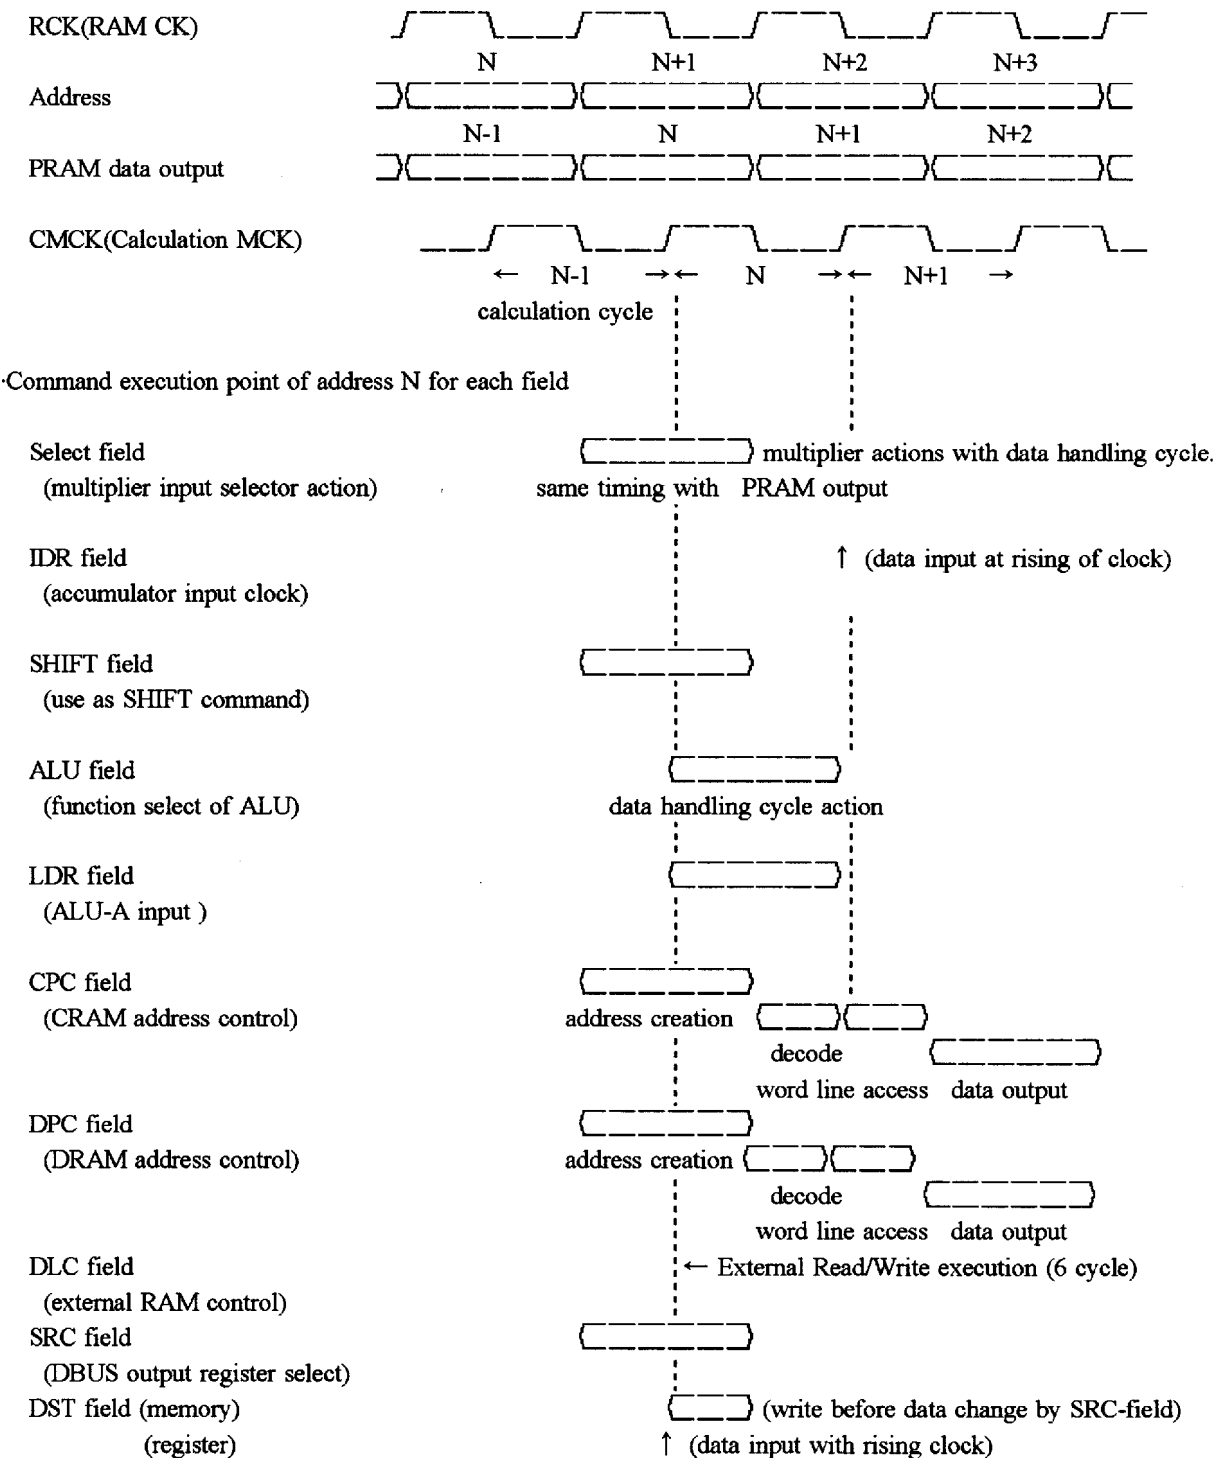 RCK(RAM CK)
N N+1 N+2 N+3
Address
N-1 N N+1 N+2
PRAM data output
CMCK(Calculation MCK)
← N-1 →← N →← N+1 →
calculation cycle
·Command execution point of address N for each field
Select field multiplier actions with data handling cycle.
(multiplier input selector action) same timing with PRAM output
IDR field ↑ (data input at rising of clock)
(accumulator input clock)
SHIFT field
(use as SHIFT command)
ALU field
(function select of ALU) data handling cycle action
LDR field
(ALU-A input )
CPC field
(CRAM address control) address creation
decode
word line access data output
DPC field
(DRAM address control) address creation
decode
word line access data output
DLC field ← External Read/Write execution (6 cycle)
(external RAM control)
SRC field
(DBUS output register select)
DST field (memory) (write before data change by SRC-field)
(register) ↑ (data input with rising clock)